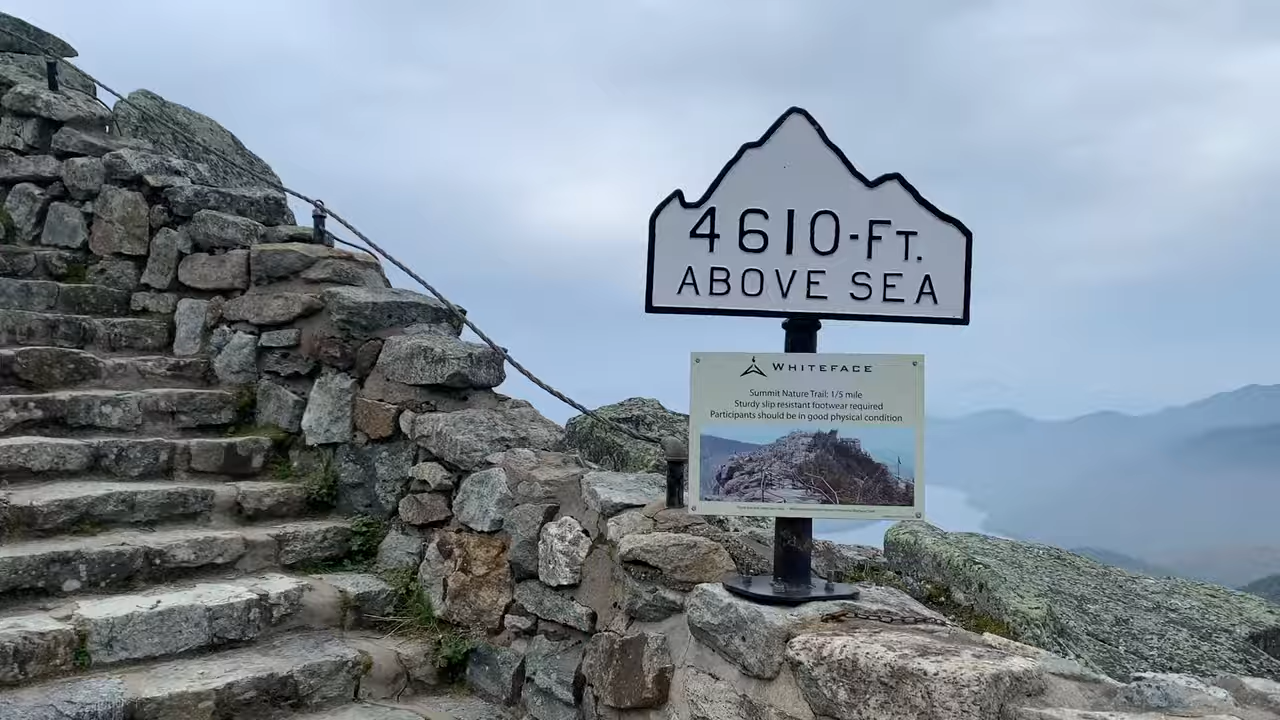 4610-FT.
ABOVE SEA
WHITEFACE
Summit Nature Trail: 1/5 mile
Sturdy slip resistant footwear required
Participants should be in good physical condition